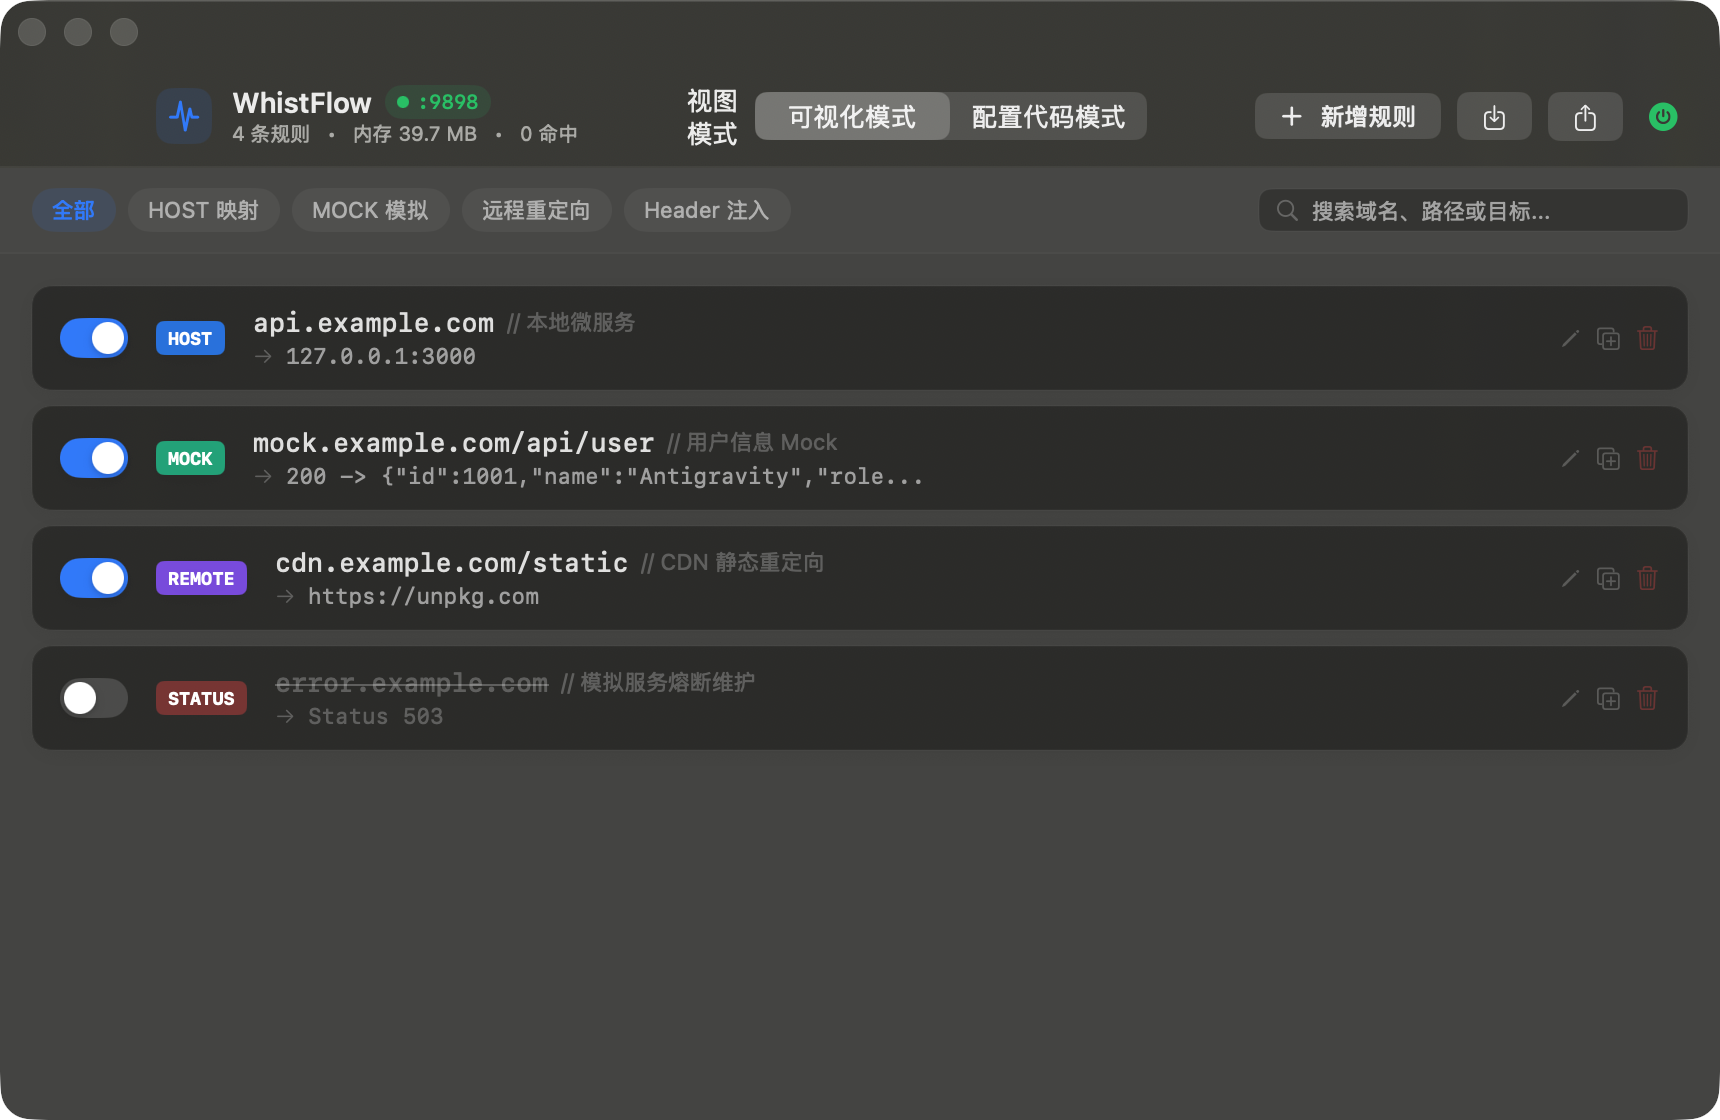 WhistFlow :9898
4 条规则 • 内存 39.7 MB • 0 命中
视图
模式
可视化模式 配置代码模式
+ 新增规则
全部 HOST 映射 MOCK 模拟 远程重定向 Header 注入
搜索域名、路径或目标...
HOST
api.example.com // 本地微服务
→ 127.0.0.1:3000
MOCK
mock.example.com/api/user // 用户信息 Mock
→ 200 -> {"id":1001,"name":"Antigravity","role...
REMOTE
cdn.example.com/static // CDN 静态重定向
→ https://unpkg.com
STATUS
error.example.com // 模拟服务熔断维护
→ Status 503